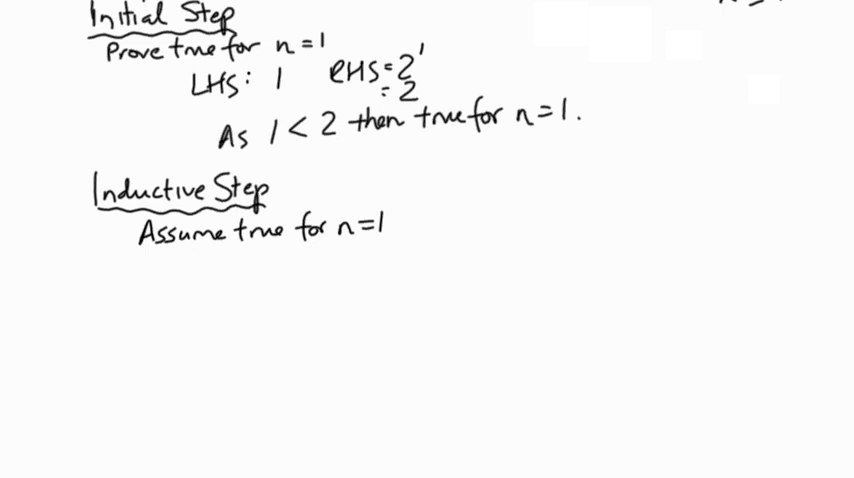 Initial Step
Prove true for n=1
LHS: 1 RHS=2¹
=2
As 1<2 then true for n=1.
Inductive Step
Assume true for n=1